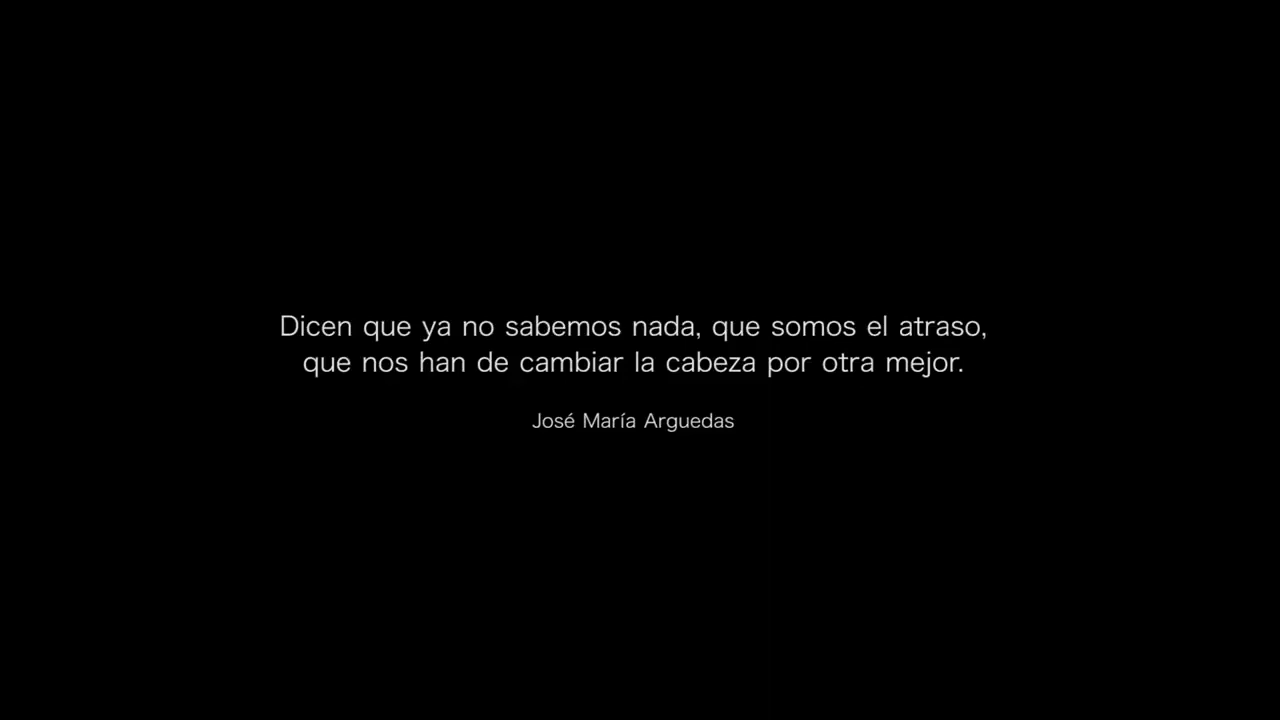 Dicen que ya no sabemos nada, que somos el atraso,
que nos han de cambiar la cabeza por otra mejor.
José María Arguedas